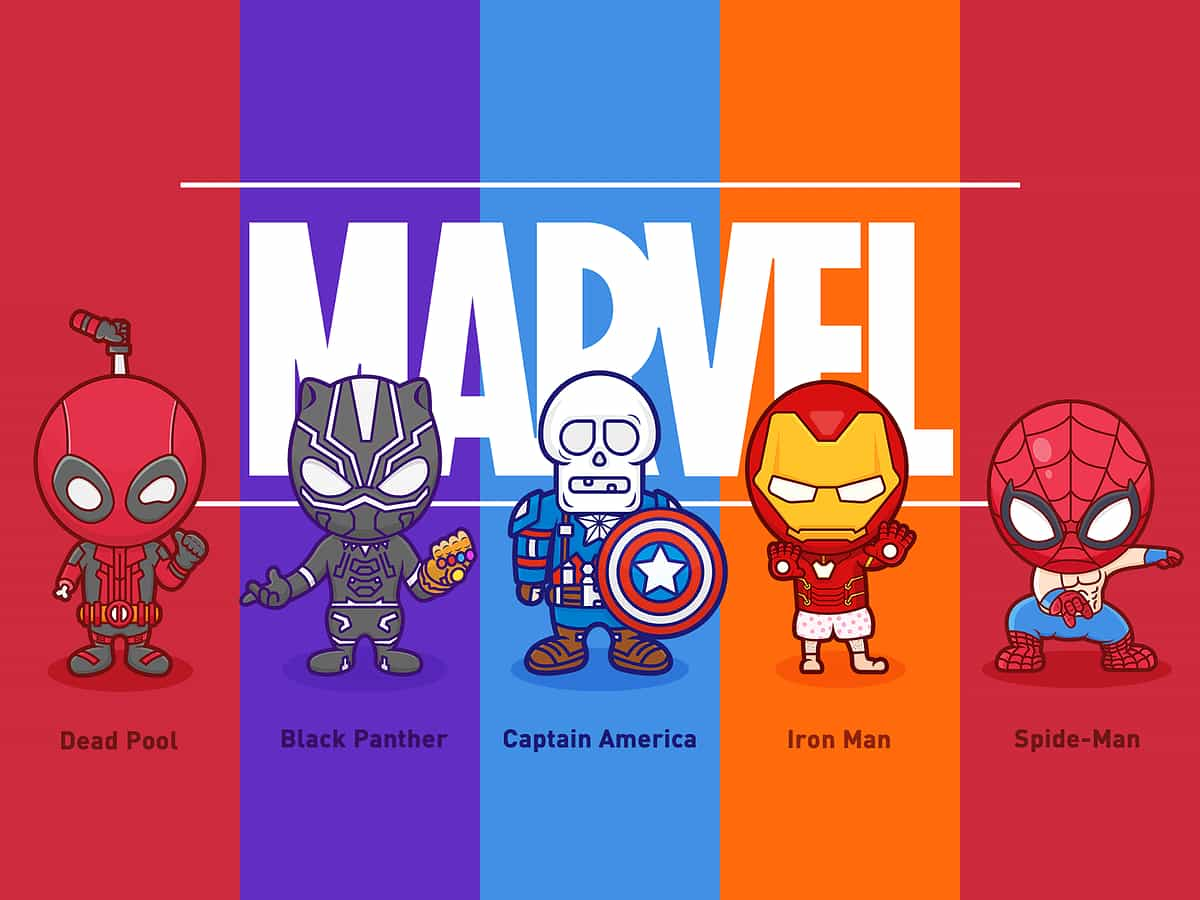 MARVEL
Dead Pool
Black Panther
Captain America
Iron Man
Spide-Man